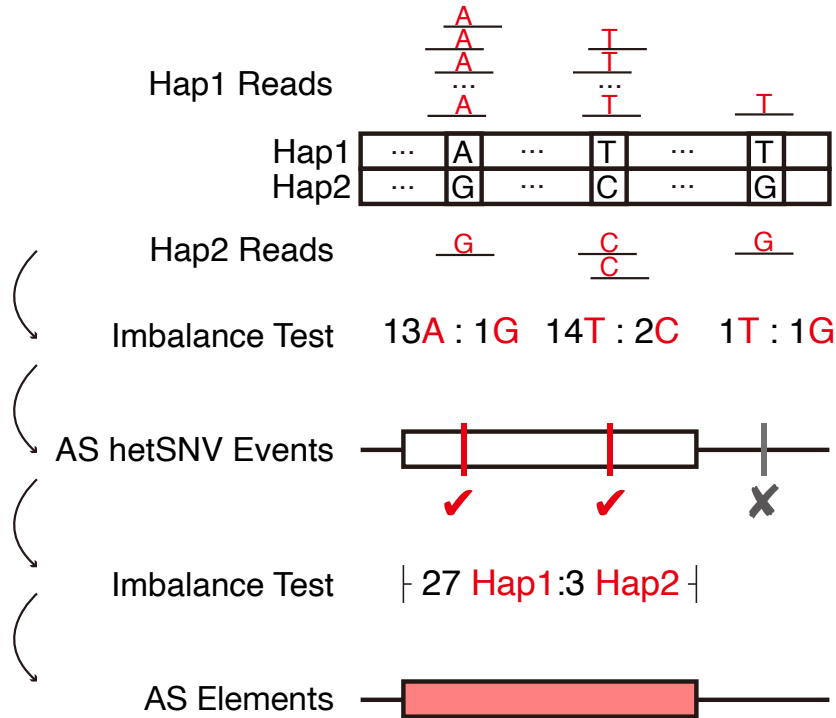 A
A T
A T
Hap1 Reads ... ...
A T T
Hap1 ... A ... T ... T
Hap2 ... G ... C ... G
Hap2 Reads G C G
C
Imbalance Test 13A : 1G 14T : 2C 1T : 1G
AS hetSNV Events
✔ ✔ ✘
Imbalance Test 27 Hap1:3 Hap2
AS Elements